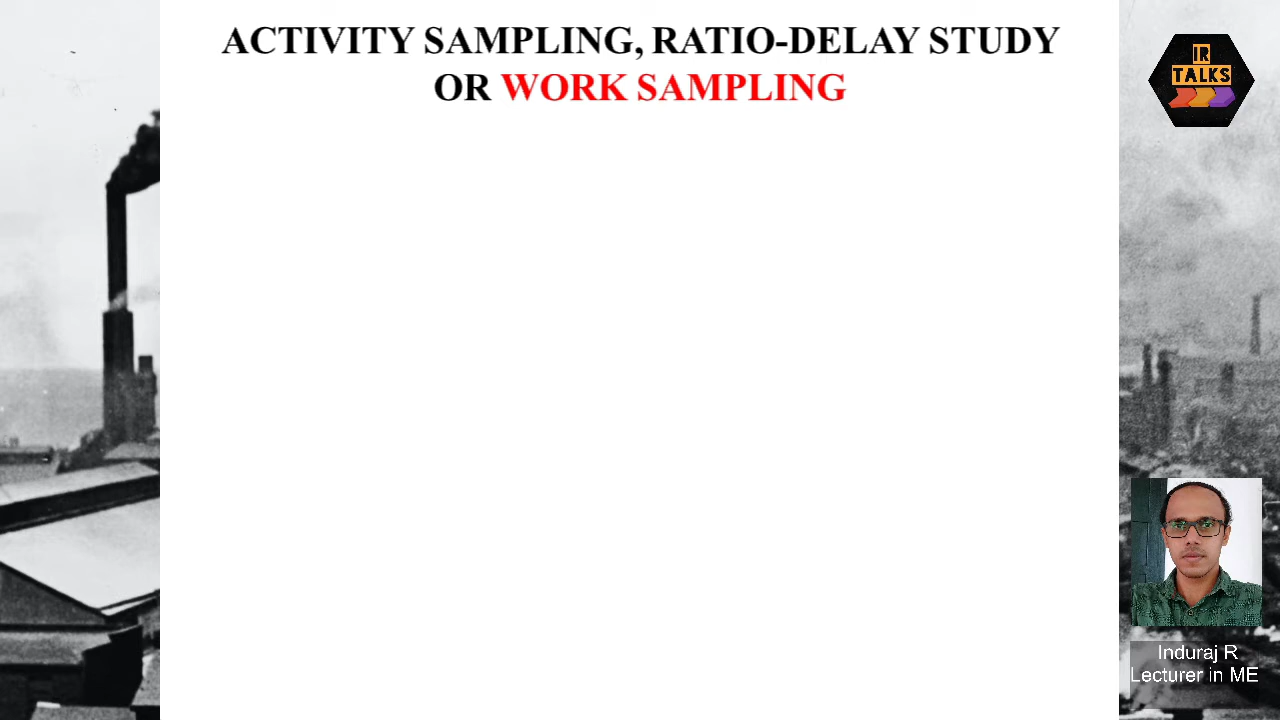 ACTIVITY SAMPLING, RATIO-DELAY STUDY
OR WORK SAMPLING
IR
TALKS
Induraj R
Lecturer in ME